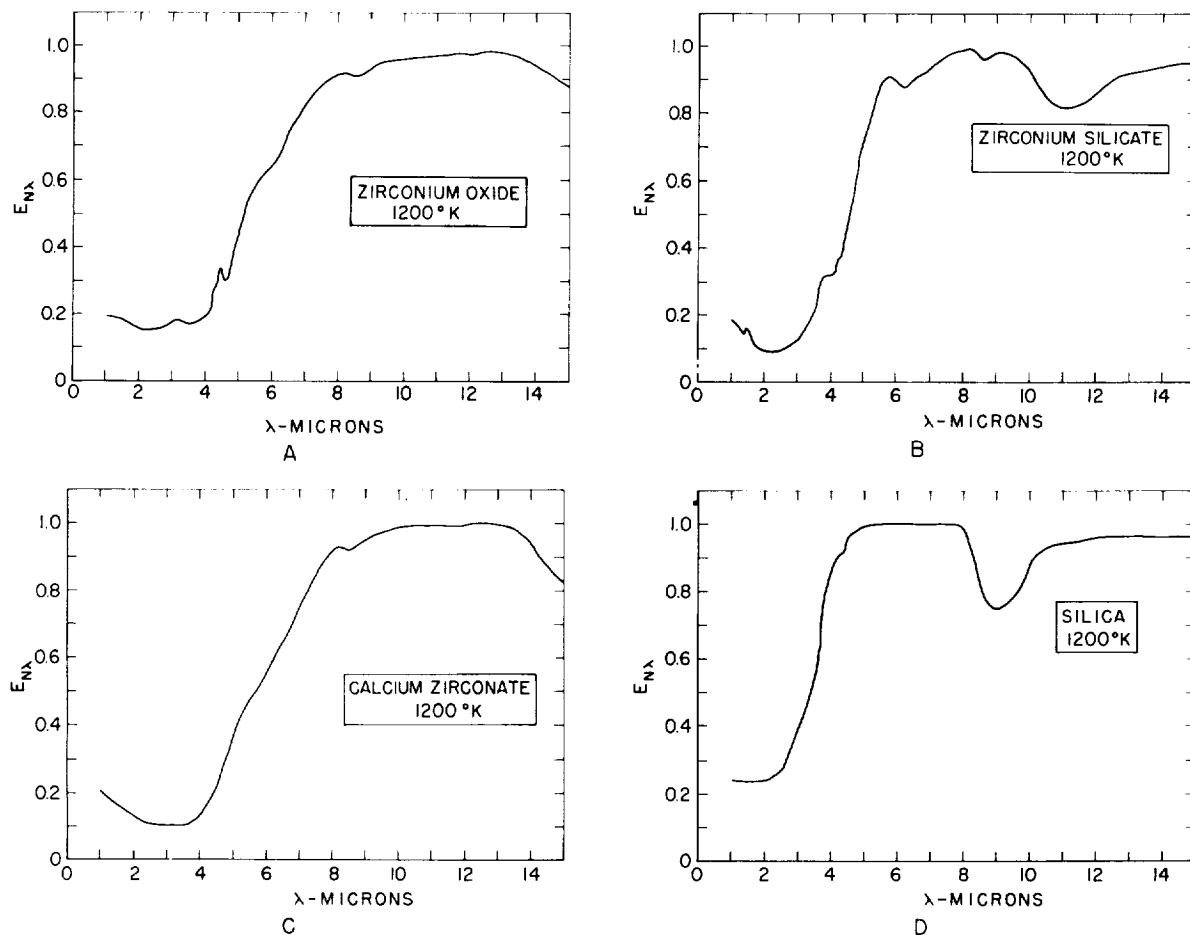 1.0
0.8
0.6
0.4
0.2
0
E_Nλ
ZIRCONIUM OXIDE
1200°K
0 2 4 6 8 10 12 14
λ-MICRONS
A
1.0
0.8
0.6
0.4
0.2
0
E_Nλ
ZIRCONIUM SILICATE
1200°K
0 2 4 6 8 10 12 14
λ-MICRONS
B
1.0
0.8
0.6
0.4
0.2
0
E_Nλ
CALCIUM ZIRCONATE
1200°K
0 2 4 6 8 10 12 14
λ-MICRONS
C
1.0
0.8
0.6
0.4
0.2
0
E_Nλ
SILICA
1200°K
0 2 4 6 8 10 12 14
λ-MICRONS
D